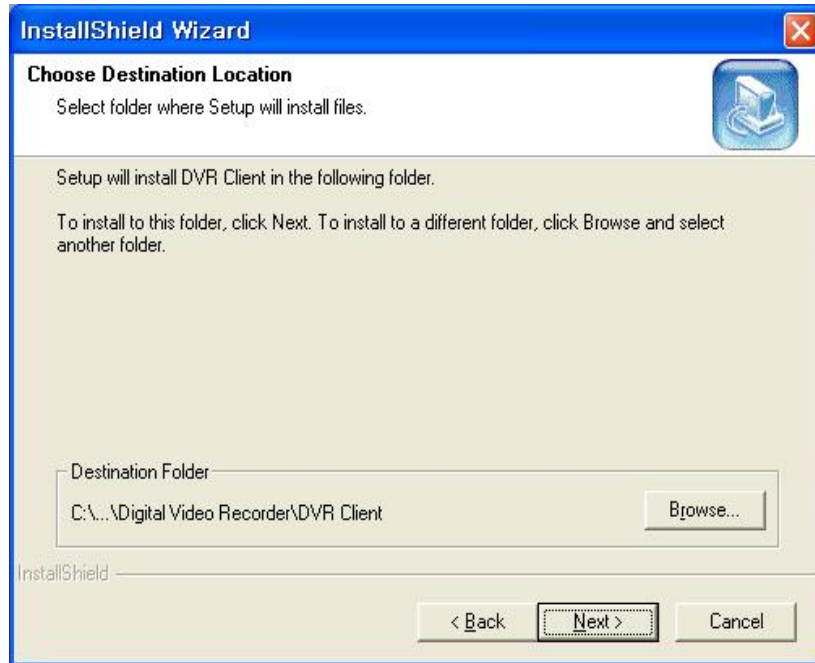 InstallShield Wizard
Choose Destination Location
Select folder where Setup will install files.
Setup will install DVR Client in the following folder.
To install to this folder, click Next. To install to a different folder, click Browse and select
another folder.
Destination Folder
C:\...\Digital Video Recorder\DVR Client
Browse...
InstallShield
< Back
Next >
Cancel